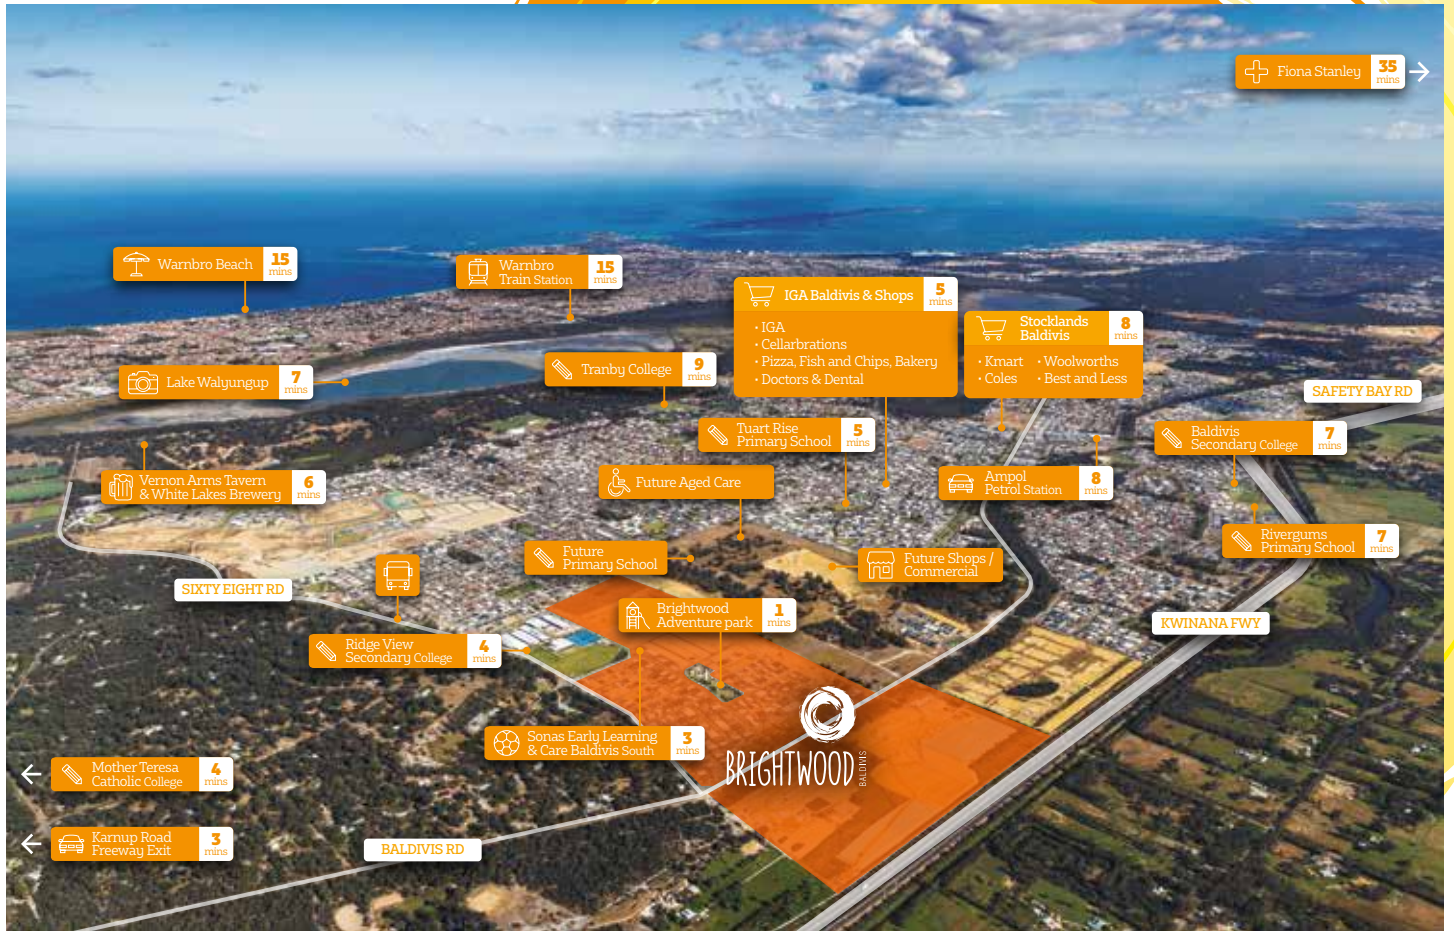 Fiona Stanley
35
mins
Warnbro Beach
15
mins
Warnbro
Train Station
15
mins
IGA Baldivis & Shops
5
mins
• IGA
• Cellarbrations
• Pizza, Fish and Chips, Bakery
• Doctors & Dental
Stocklands
Baldivis
8
mins
• Kmart • Woolworths
• Coles • Best and Less
Lake Walyungup
7
mins
Tranby College
9
mins
SAFETY BAY RD
Tuart Rise
Primary School
5
mins
Baldivis
Secondary College
7
mins
Vernon Arms Tavern
& White Lakes Brewery
6
mins
Future Aged Care
Ampol
Petrol Station
8
mins
Future
Primary School
Future Shops /
Commercial
Rivergums
Primary School
7
mins
SIXTY EIGHT RD
Brightwood
Adventure park
1
mins
KWINANA FWY
Ridge View
Secondary College
4
mins
Sonas Early Learning
& Care Baldivis South
3
mins
BRIGHTWOOD
BALDIVIS
Mother Teresa
Catholic College
4
mins
Karnup Road
Freeway Exit
3
mins
BALDIVIS RD